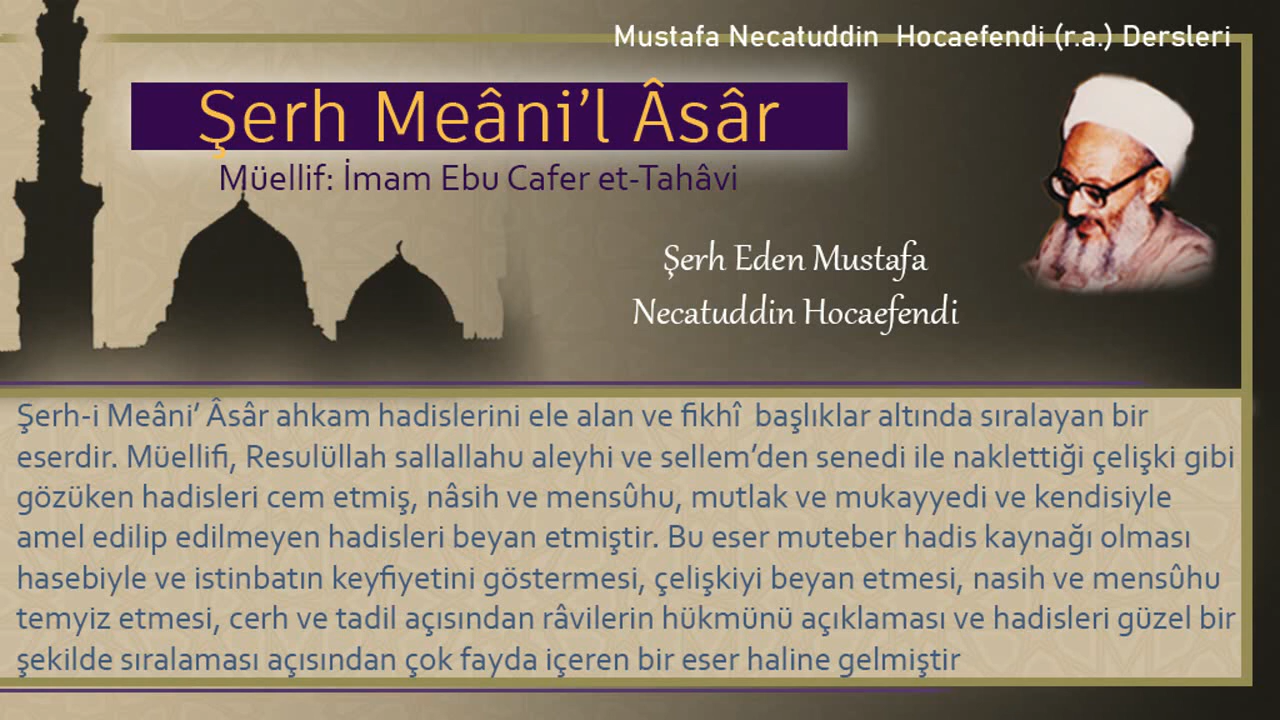 Mustafa Necatuddin Hocaefendi (r.a.) Dersleri
Şerh Meâni’l Âsâr
Müellif: İmam Ebu Cafer et-Tahâvi
Şerh Eden Mustafa
Necatuddin Hocaefendi
Şerh-i Meâni’ Âsâr ahkam hadislerini ele alan ve fikhî başlıklar altında sıralayan bir
eserdir. Müellifi, Resulüllah sallallahu aleyhi ve sellem’den senedi ile naklettiği çelişki gibi
gözüken hadisleri cem etmiş, nâsih ve mensûhu, mutlak ve mukayyedi ve kendisiyle
amel edilip edilmeyen hadisleri beyan etmiştir. Bu eser muteber hadis kaynağı olması
hasebiyle ve istinbatın keyfiyetini göstermesi, çelişkiyi beyan etmesi, nasih ve mensûhu
temyiz etmesi, cerh ve tadil açısından râvilerin hükmünü açıklaması ve hadisleri güzel bir
şekilde sıralaması açısından çok fayda içeren bir eser haline gelmiştir